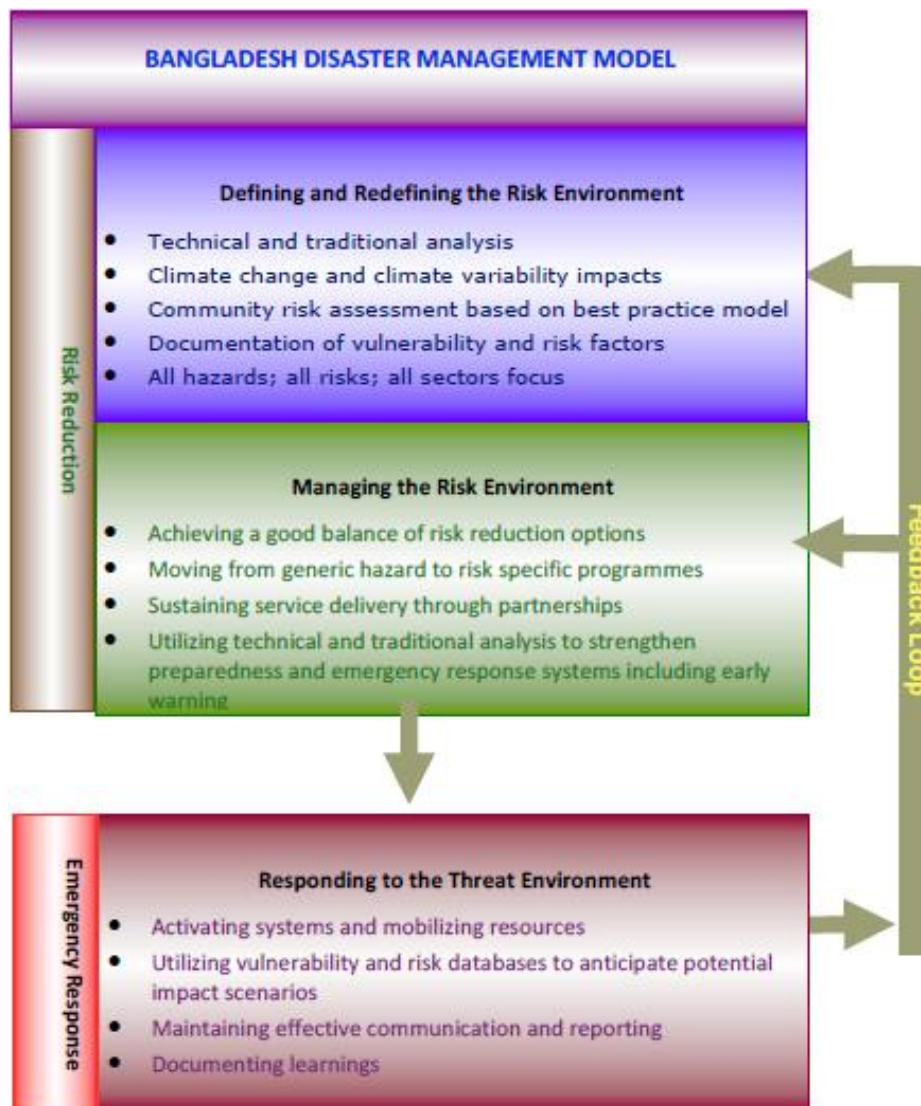 BANGLADESH DISASTER MANAGEMENT MODEL
Risk Reduction
Defining and Redefining the Risk Environment
● Technical and traditional analysis
● Climate change and climate variability impacts
● Community risk assessment based on best practice model
● Documentation of vulnerability and risk factors
● All hazards; all risks; all sectors focus
Managing the Risk Environment
● Achieving a good balance of risk reduction options
● Moving from generic hazard to risk specific programmes
● Sustaining service delivery through partnerships
● Utilizing technical and traditional analysis to strengthen
preparedness and emergency response systems including early
warning
Feedback Loop
Emergency Response
Responding to the Threat Environment
● Activating systems and mobilizing resources
● Utilizing vulnerability and risk databases to anticipate potential
impact scenarios
● Maintaining effective communication and reporting
● Documenting learnings